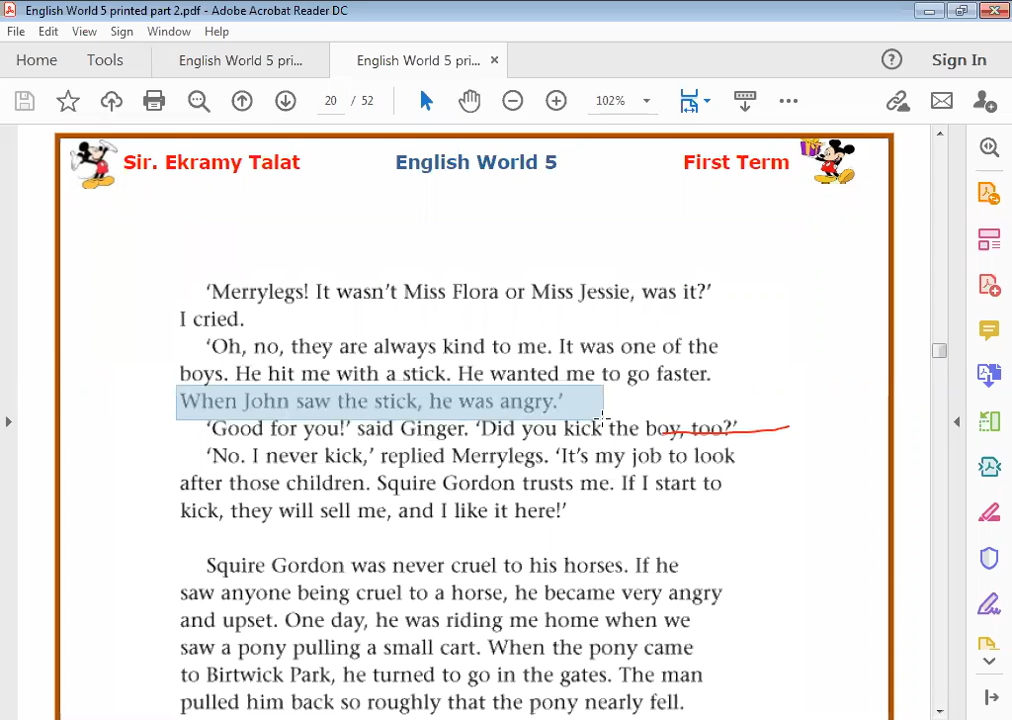 English World 5 printed part 2.pdf - Adobe Acrobat Reader DC
File Edit View Sign Window Help
Home Tools English World 5 pri... English World 5 pri... × Sign In
20 / 52 102%
Sir. Ekramy Talat English World 5 First Term
‘Merrylegs! It wasn’t Miss Flora or Miss Jessie, was it?’
I cried.
‘Oh, no, they are always kind to me. It was one of the
boys. He hit me with a stick. He wanted me to go faster.
When John saw the stick, he was angry.’
‘Good for you!’ said Ginger. ‘Did you kick the boy, too?’
‘No. I never kick,’ replied Merrylegs. ‘It’s my job to look
after those children. Squire Gordon trusts me. If I start to
kick, they will sell me, and I like it here!’
Squire Gordon was never cruel to his horses. If he
saw anyone being cruel to a horse, he became very angry
and upset. One day, he was riding me home when we
saw a pony pulling a small cart. When the pony came
to Birtwick Park, he turned to go in the gates. The man
pulled him back so roughly that the pony nearly fell.